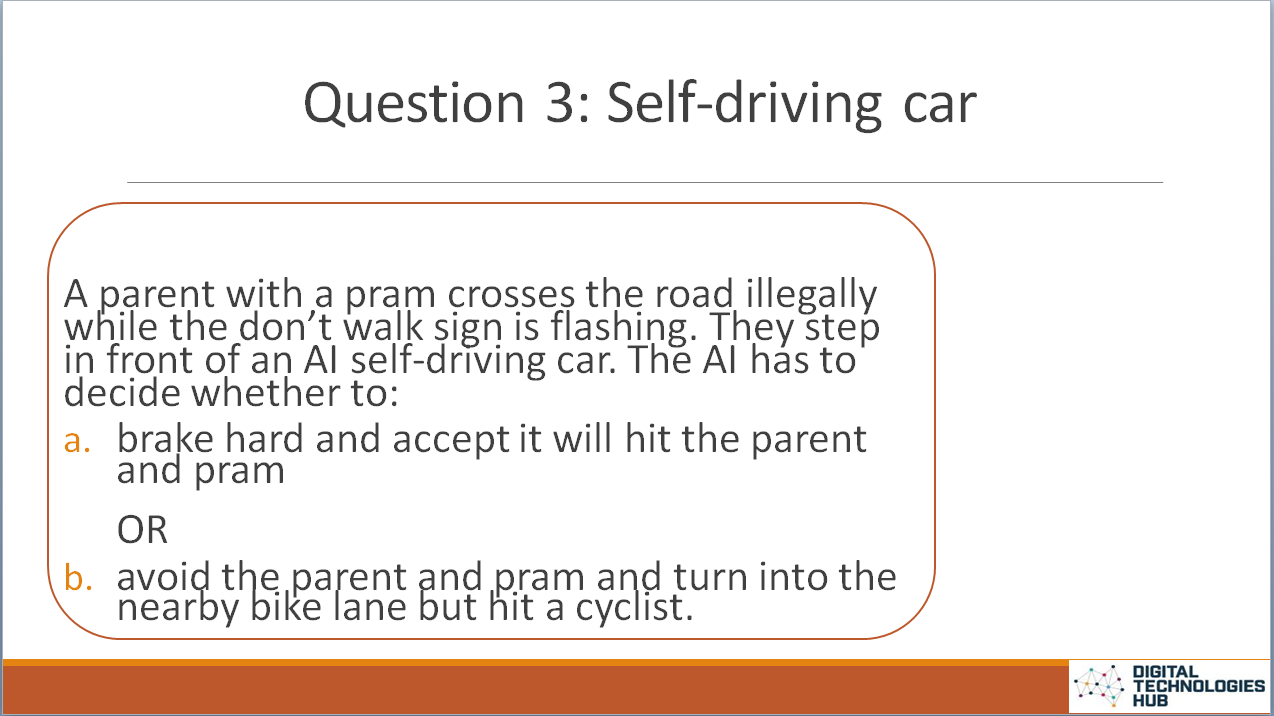 Question 3: Self-driving car
A parent with a pram crosses the road illegally
while the don’t walk sign is flashing. They step
in front of an AI self-driving car. The AI has to
decide whether to:
a. brake hard and accept it will hit the parent
and pram
OR
b. avoid the parent and pram and turn into the
nearby bike lane but hit a cyclist.
DIGITAL
TECHNOLOGIES
HUB